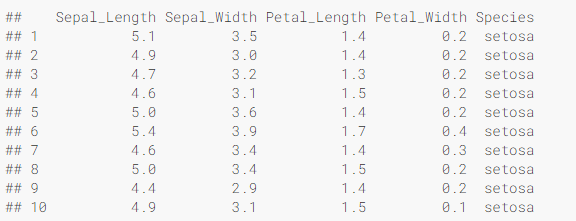 ##    Sepal_Length Sepal_Width Petal_Length Petal_Width Species
## 1           5.1         3.5          1.4         0.2  setosa
## 2           4.9         3.0          1.4         0.2  setosa
## 3           4.7         3.2          1.3         0.2  setosa
## 4           4.6         3.1          1.5         0.2  setosa
## 5           5.0         3.6          1.4         0.2  setosa
## 6           5.4         3.9          1.7         0.4  setosa
## 7           4.6         3.4          1.4         0.3  setosa
## 8           5.0         3.4          1.5         0.2  setosa
## 9           4.4         2.9          1.4         0.2  setosa
## 10          4.9         3.1          1.5         0.1  setosa